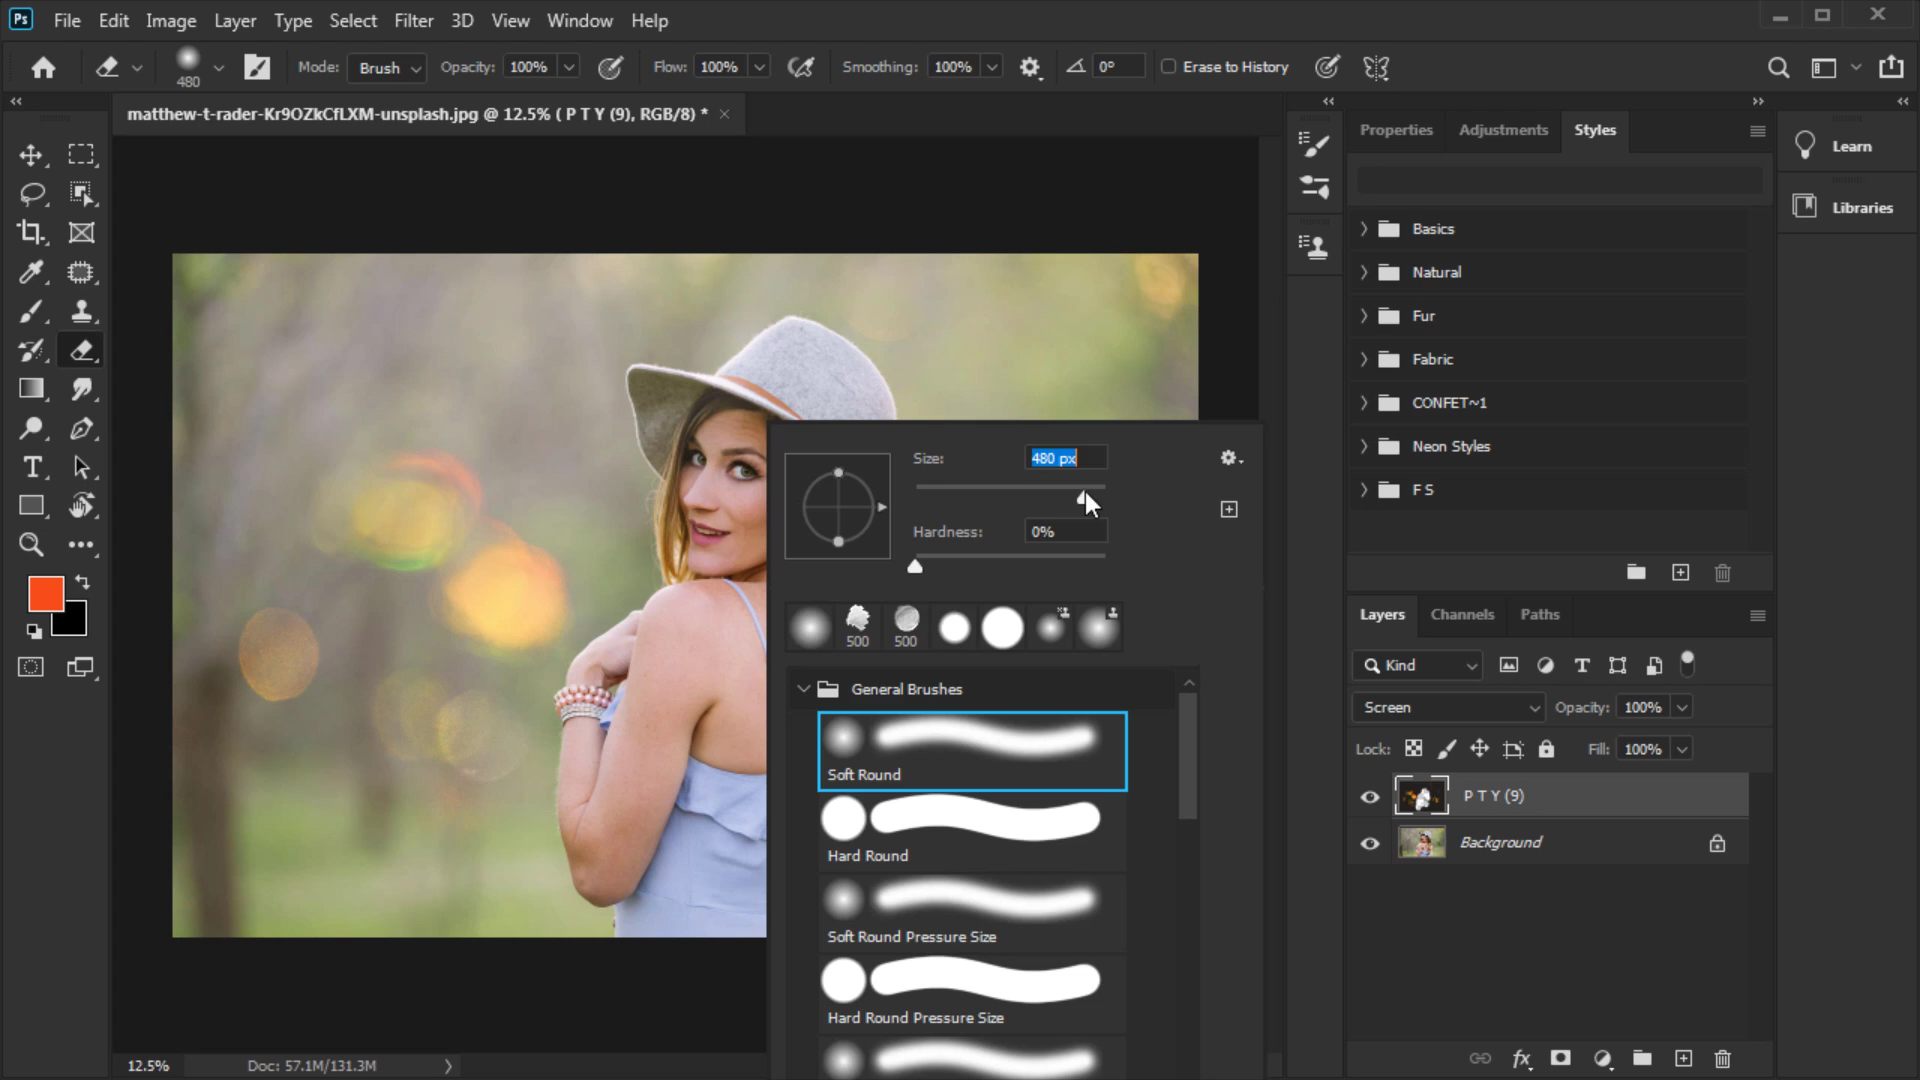 Ps File Edit Image Layer Type Select Filter 3D View Window Help
480 Mode: Brush Opacity: 100% Flow: 100% Smoothing: 100% 0° Erase to History
matthew-t-rader-Kr9OZkCfLXM-unsplash.jpg @ 12.5% ( P T Y (9), RGB/8) *
Properties Adjustments Styles
Learn
Libraries
Basics
Natural
Fur
Fabric
CONFET~1
Neon Styles
F S
Size: 480 px
Hardness: 0%
500 500
General Brushes
Soft Round
Hard Round
Soft Round Pressure Size
Hard Round Pressure Size
Layers Channels Paths
Kind
Screen Opacity: 100%
Lock: Fill: 100%
P T Y (9)
Background
12.5% Doc: 57.1M/131.3M